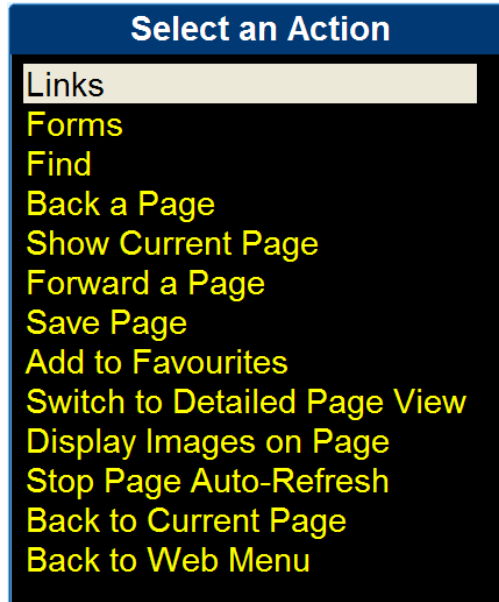 Select an Action
Links
Forms
Find
Back a Page
Show Current Page
Forward a Page
Save Page
Add to Favourites
Switch to Detailed Page View
Display Images on Page
Stop Page Auto-Refresh
Back to Current Page
Back to Web Menu